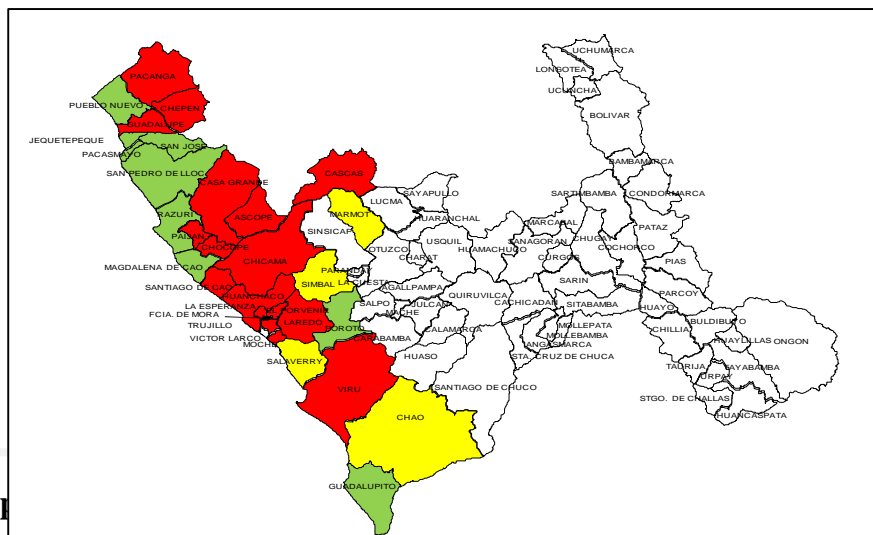 UCHUMARCA
LONGOTEA
UCUNCHA
BOLIVAR
PACANGA
PUEBLO NUEVO
CHEPEN
GUADALUPE
JEQUETEPEQUE
SAN JOSE
PACASMAYO
SAN PEDRO DE LLOC
CASA GRANDE
CASCAS
BAMBAMARCA
CONDORMARCA
SARTIMBAMBA
SAYAPULLO
LUCMA
RAZURI
ASCOPE
MARMOT
HUARANCHAL
MARCABAL
PATAZ
SINSICAP
PAIJAN
CHOCOPE
USQUIL
SANAGORAN
CHUGAY
COCHORCO
OTUZCO
CHARAT
HUAMACHUCO
CURGOS
CHICAMA
PIAS
MAGDALENA DE CAO
PARANDAY
SIMBAL
LA CUESTA
SARIN
SANTIAGO DE CAO
AGALLPAMPA
HUANCHACO
QUIRUVILCA
CACHICADAN
SITABAMBA
PARCOY
HUAYO
LA ESPERANZA
EL PORVENIR
SALPO
JULCAN
MACHE
FCIA. DE MORA
LAREDO
POROTO
TRUJILLO
CALAMARCA
MOLLEPATA
MOLLEBAMBA
CHILLIA
BULDIBUYO
VICTOR LARCO
CARABAMBA
ANGASMARCA
HUAYLILLAS
ONGON
MOCHE
HUASO
STA. CRUZ DE CHUCA
SALAVERRY
TAURIJA
TAYABAMBA
URPAY
VIRU
SANTIAGO DE CHUCO
STGO. DE CHALLAS
HUANCASPATA
CHAO
GUADALUPITO